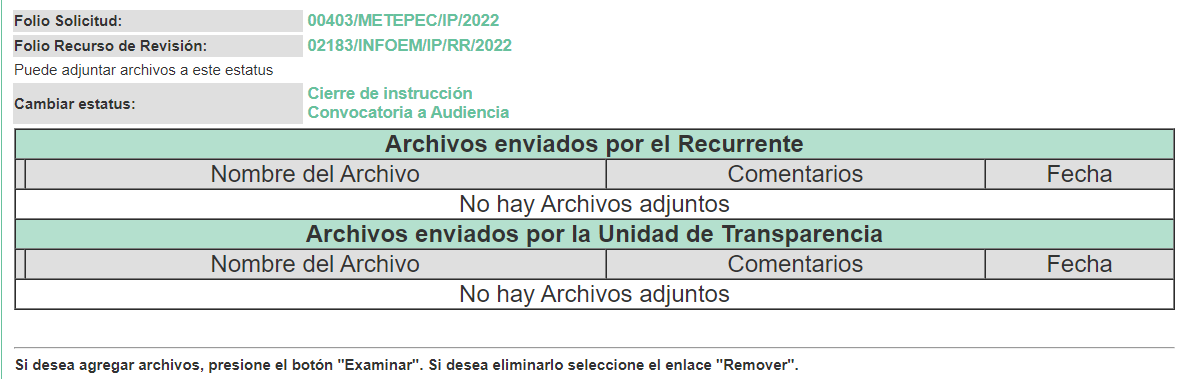 Folio Solicitud: 00403/METEPEC/IP/2022
Folio Recurso de Revisión: 02183/INFOEM/IP/RR/2022
Puede adjuntar archivos a este estatus
Cambiar estatus: Cierre de instrucción
Convocatoria a Audiencia
Archivos enviados por el Recurrente
Nombre del Archivo Comentarios Fecha
No hay Archivos adjuntos
Archivos enviados por la Unidad de Transparencia
Nombre del Archivo Comentarios Fecha
No hay Archivos adjuntos
Si desea agregar archivos, presione el botón "Examinar". Si desea eliminarlo seleccione el enlace "Remover".